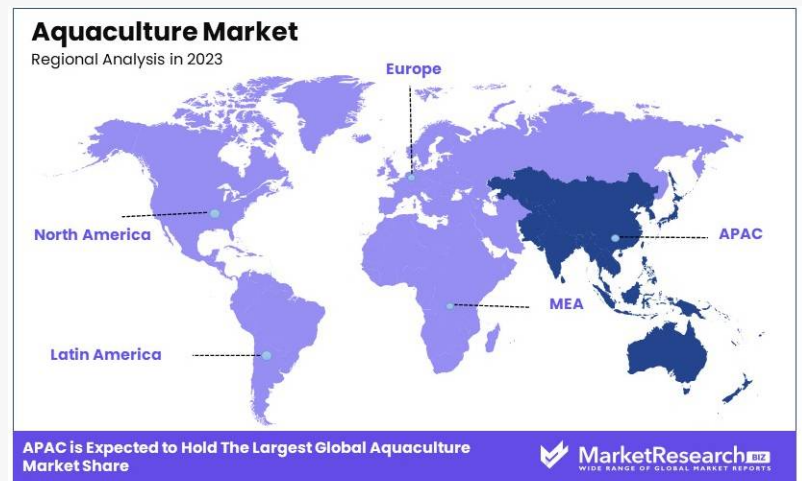 Aquaculture Market
Regional Analysis in 2023
Europe
North America
APAC
MEA
Latin America
APAC is Expected to Hold The Largest Global Aquaculture
Market Share
MarketResearch BIZ
WIDE RANGE OF GLOBAL MARKET REPORTS